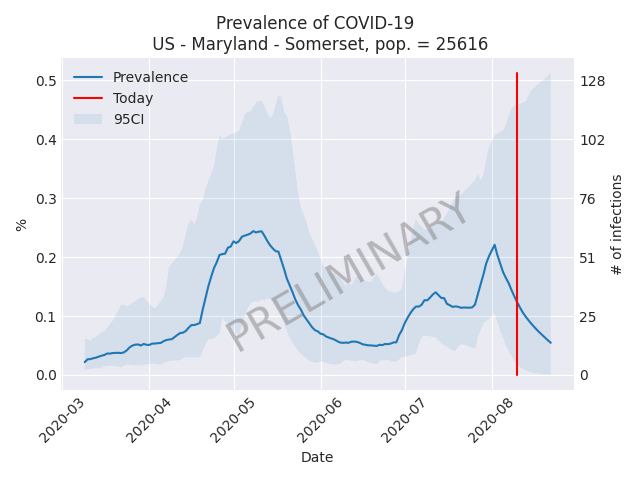 Prevalence of COVID-19
US - Maryland - Somerset, pop. = 25616
Prevalence
Today
95CI
0.5
0.4
0.3
0.2
0.1
0.0
%
128
102
76
51
25
0
# of infections
PRELIMINARY
2020-03
2020-04
2020-05
2020-06
2020-07
2020-08
Date